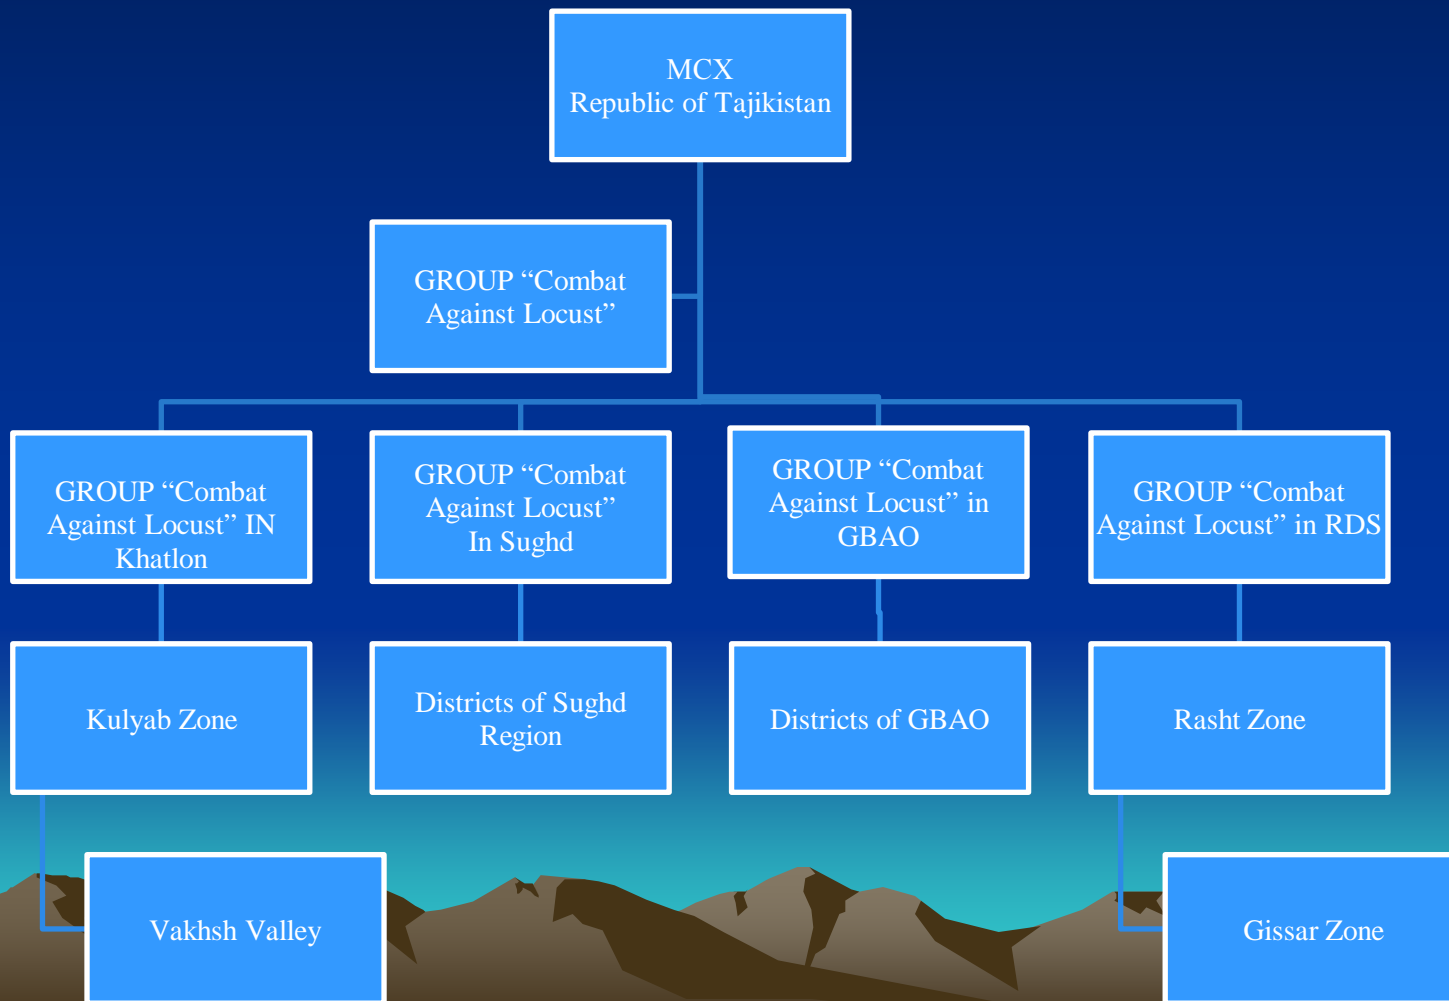 MCX
Republic of Tajikistan
GROUP “Combat
Against Locust”
GROUP “Combat
Against Locust” IN
Khatlon
GROUP “Combat
Against Locust”
In Sughd
GROUP “Combat
Against Locust” in
GBAO
GROUP “Combat
Against Locust” in RDS
Kulyab Zone
Districts of Sughd
Region
Districts of GBAO
Rasht Zone
Vakhsh Valley
Gissar Zone